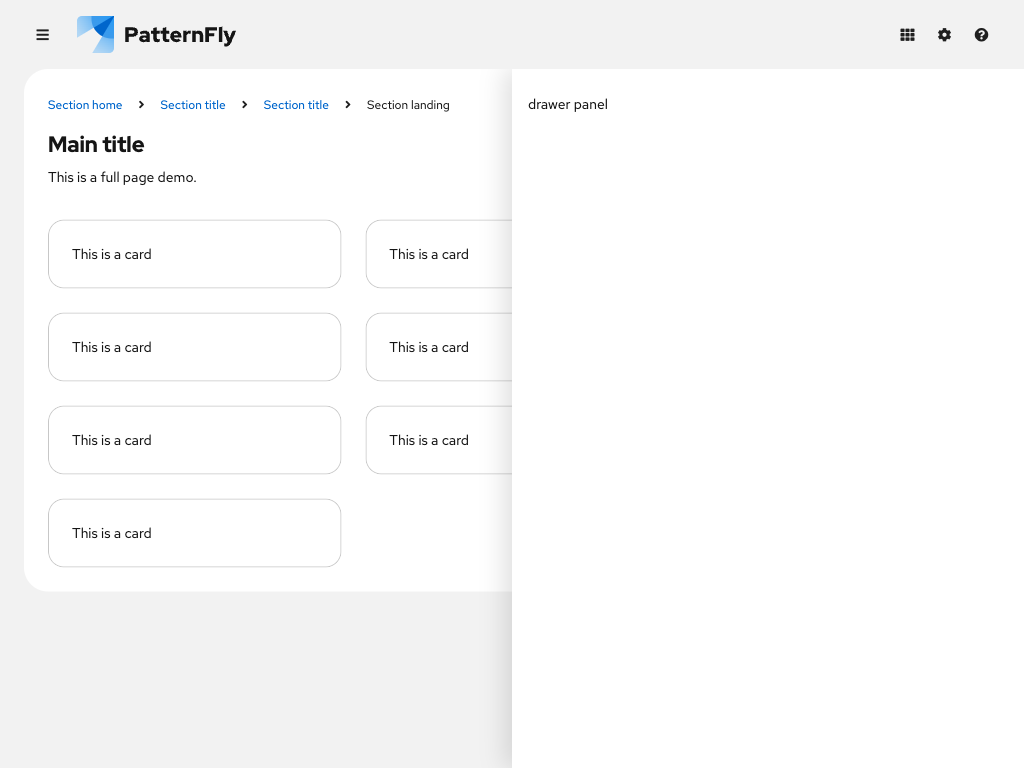 PatternFly
Section home Section title Section title Section landing
Main title
This is a full page demo.
This is a card This is a card
This is a card This is a card
This is a card This is a card
This is a card
drawer panel